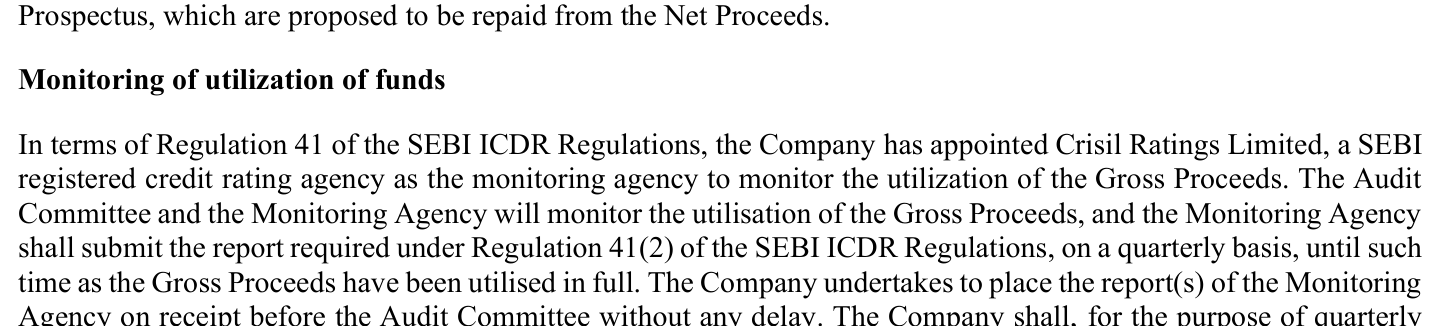 Prospectus, which are proposed to be repaid from the Net Proceeds.
Monitoring of utilization of funds
In terms of Regulation 41 of the SEBI ICDR Regulations, the Company has appointed Crisil Ratings Limited, a SEBI
registered credit rating agency as the monitoring agency to monitor the utilization of the Gross Proceeds. The Audit
Committee and the Monitoring Agency will monitor the utilisation of the Gross Proceeds, and the Monitoring Agency
shall submit the report required under Regulation 41(2) of the SEBI ICDR Regulations, on a quarterly basis, until such
time as the Gross Proceeds have been utilised in full. The Company undertakes to place the report(s) of the Monitoring
Agency on receipt before the Audit Committee without any delay. The Company shall, for the purpose of quarterly